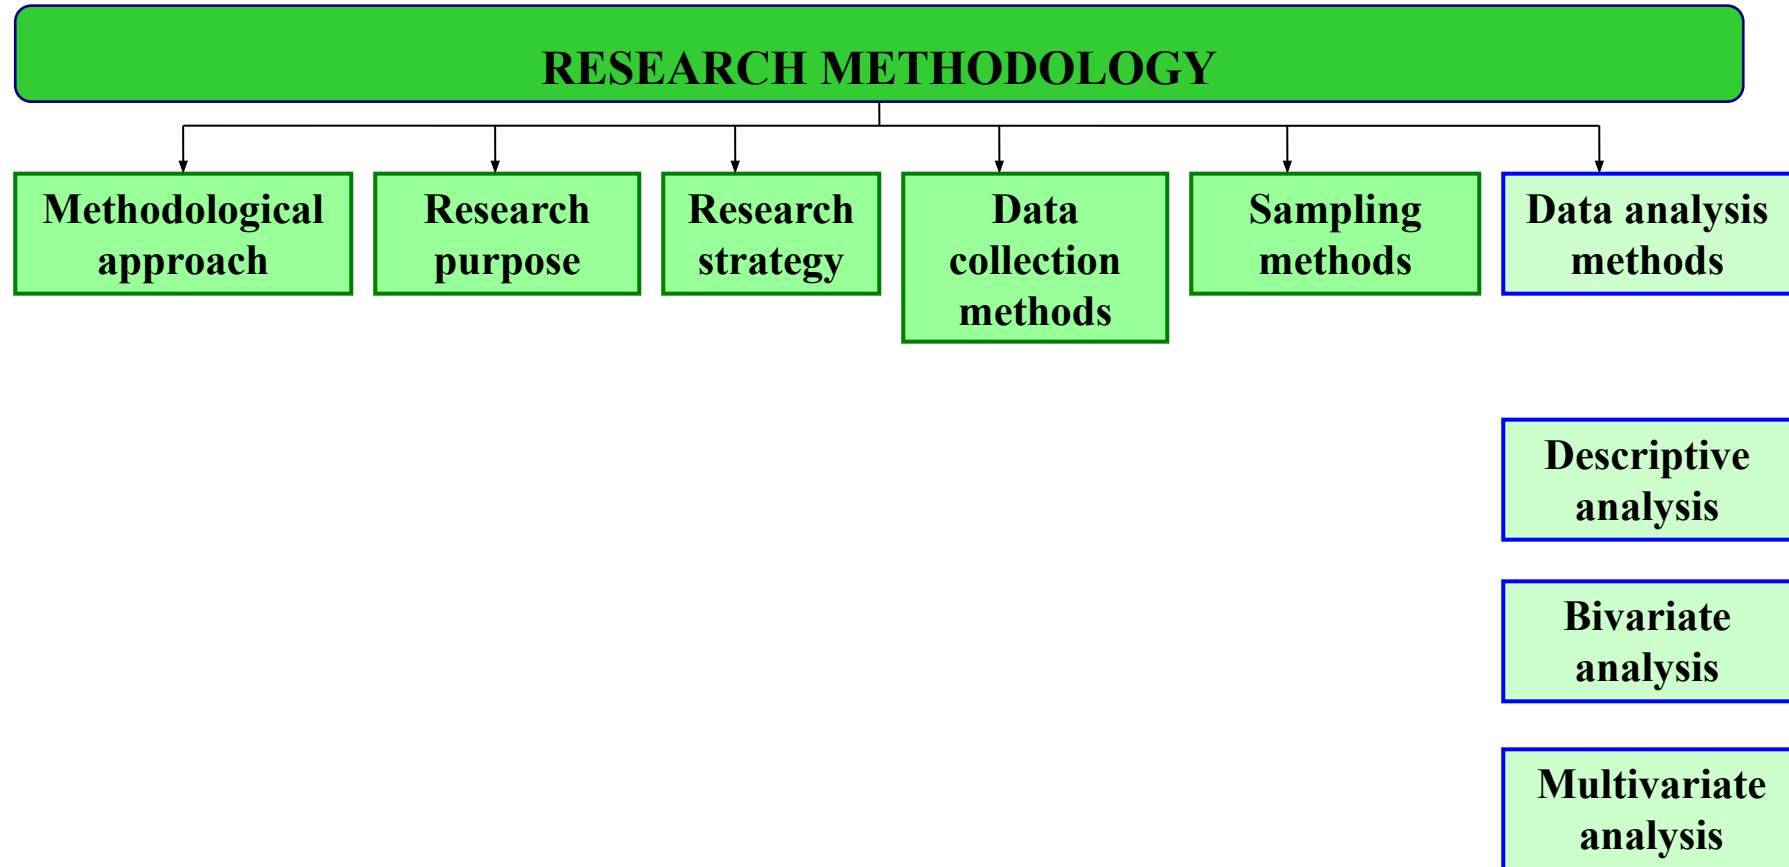 RESEARCH METHODOLOGY
Methodological
approach
Research
purpose
Research
strategy
Data
collection
methods
Sampling
methods
Data analysis
methods
Descriptive
analysis
Bivariate
analysis
Multivariate
analysis